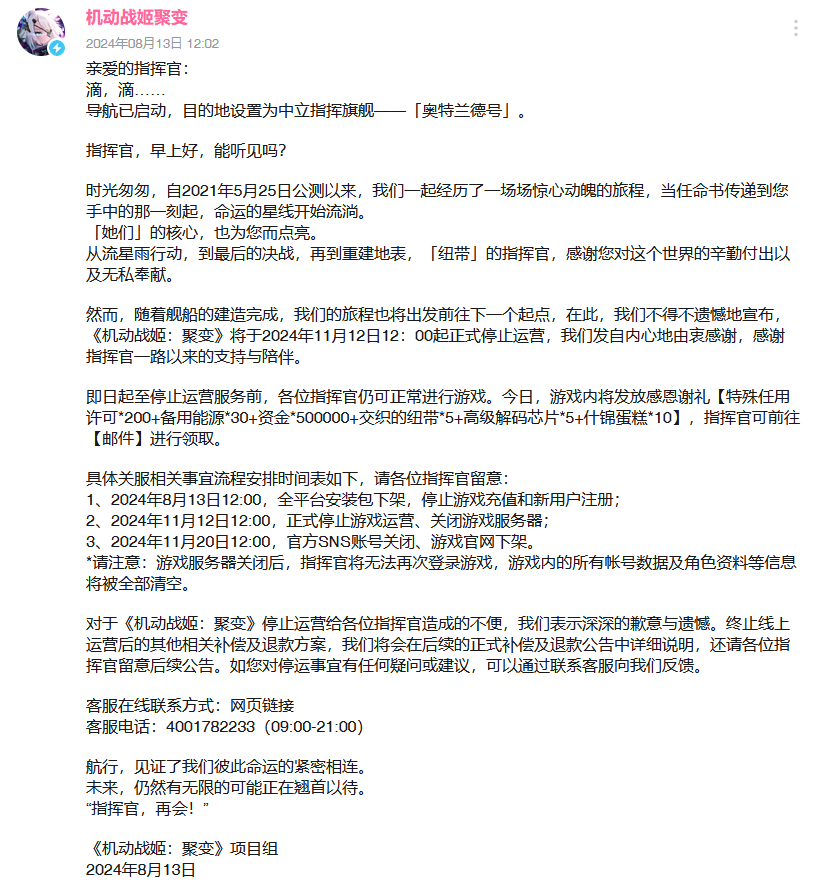 机动战姬聚变
2024年08月13日 12:02
亲爱的指挥官：
滴，滴……
导航已启动，目的地设置为中立指挥旗舰——「奥特兰德号」。
指挥官，早上好，能听见吗？
时光匆匆，自2021年5月25日公测以来，我们一起经历了一场场惊心动魄的旅程，当任命书传递到您
手中的那一刻起，命运的星线开始流淌。
「她们」的核心，也为您而点亮。
从流星雨行动，到最后的决战，再到重建地表，「纽带」的指挥官，感谢您对这个世界的辛勤付出以
及无私奉献。
然而，随着舰船的建造完成，我们的旅程也将出发前往下一个起点，在此，我们不得不遗憾地宣布，
《机动战姬：聚变》将于2024年11月12日12：00起正式停止运营，我们发自内心地由衷感谢，感谢
指挥官一路以来的支持与陪伴。
即日起至停止运营服务前，各位指挥官仍可正常进行游戏。今日，游戏内将发放感恩谢礼【特殊任用
许可*200+备用能源*30+资金*500000+交织的纽带*5+高级解码芯片*5+什锦蛋糕*10】，指挥官可前往
【邮件】进行领取。
具体关服相关事宜流程安排时间表如下，请各位指挥官留意：
1、2024年8月13日12:00，全平台安装包下架，停止游戏充值和新用户注册；
2、2024年11月12日12:00，正式停止游戏运营、关闭游戏服务器；
3、2024年11月20日12:00，官方SNS账号关闭、游戏官网下架。
*请注意：游戏服务器关闭后，指挥官将无法再次登录游戏，游戏内的所有帐号数据及角色资料等信息
将被全部清空。
对于《机动战姬：聚变》停止运营给各位指挥官造成的不便，我们表示深深的歉意与遗憾。终止线上
运营后的其他相关补偿及退款方案，我们将会在后续的正式补偿及退款公告中详细说明，还请各位指
挥官留意后续公告。如您对停运事宜有任何疑问或建议，可以通过联系客服向我们反馈。
客服在线联系方式：网页链接
客服电话：4001782233（09:00-21:00）
航行，见证了我们彼此命运的紧密相连。
未来，仍然有无限的可能正在翘首以待。
“指挥官，再会！”
《机动战姬：聚变》项目组
2024年8月13日